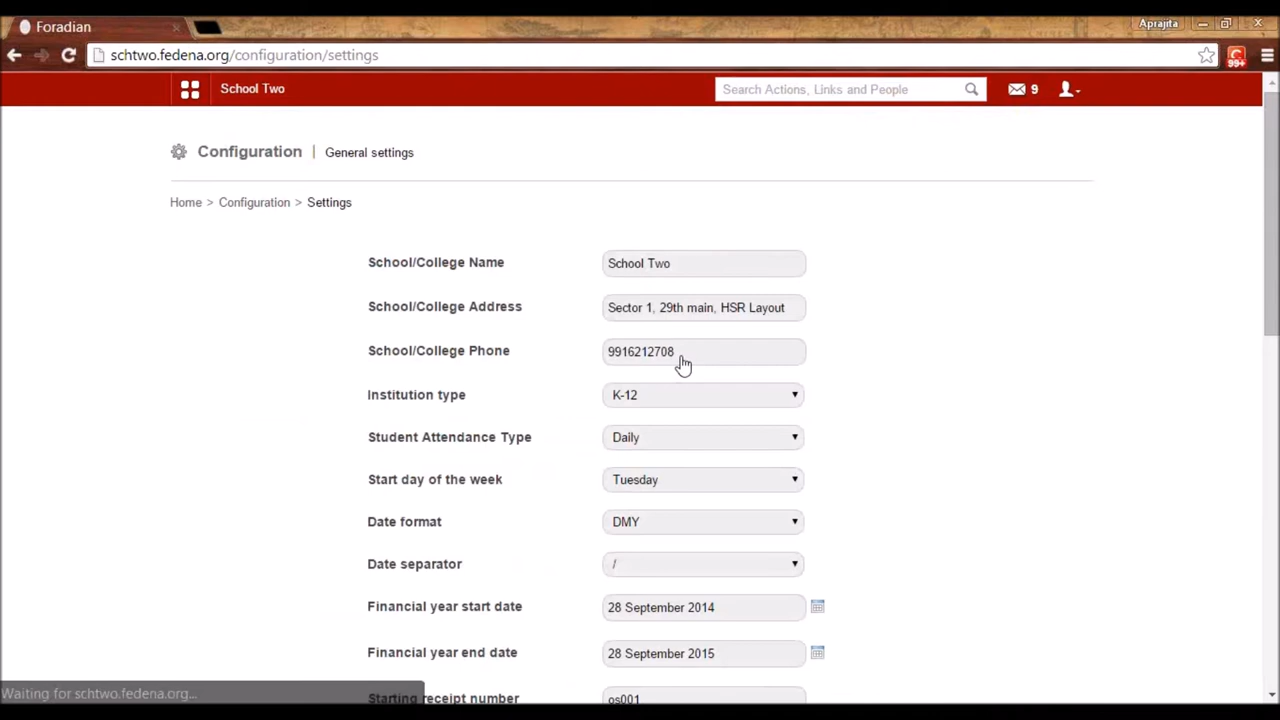 Foradian
Aprajita
schtwo.fedena.org/configuration/settings
99+
School Two
Search Actions, Links and People
9
Configuration | General settings
Home > Configuration > Settings
School/College Name
School Two
School/College Address
Sector 1, 29th main, HSR Layout
School/College Phone
9916212708
Institution type
K-12
Student Attendance Type
Daily
Start day of the week
Tuesday
Date format
DMY
Date separator
/
Financial year start date
28 September 2014
Financial year end date
28 September 2015
Starting receipt number
os001
Waiting for schtwo.fedena.org...